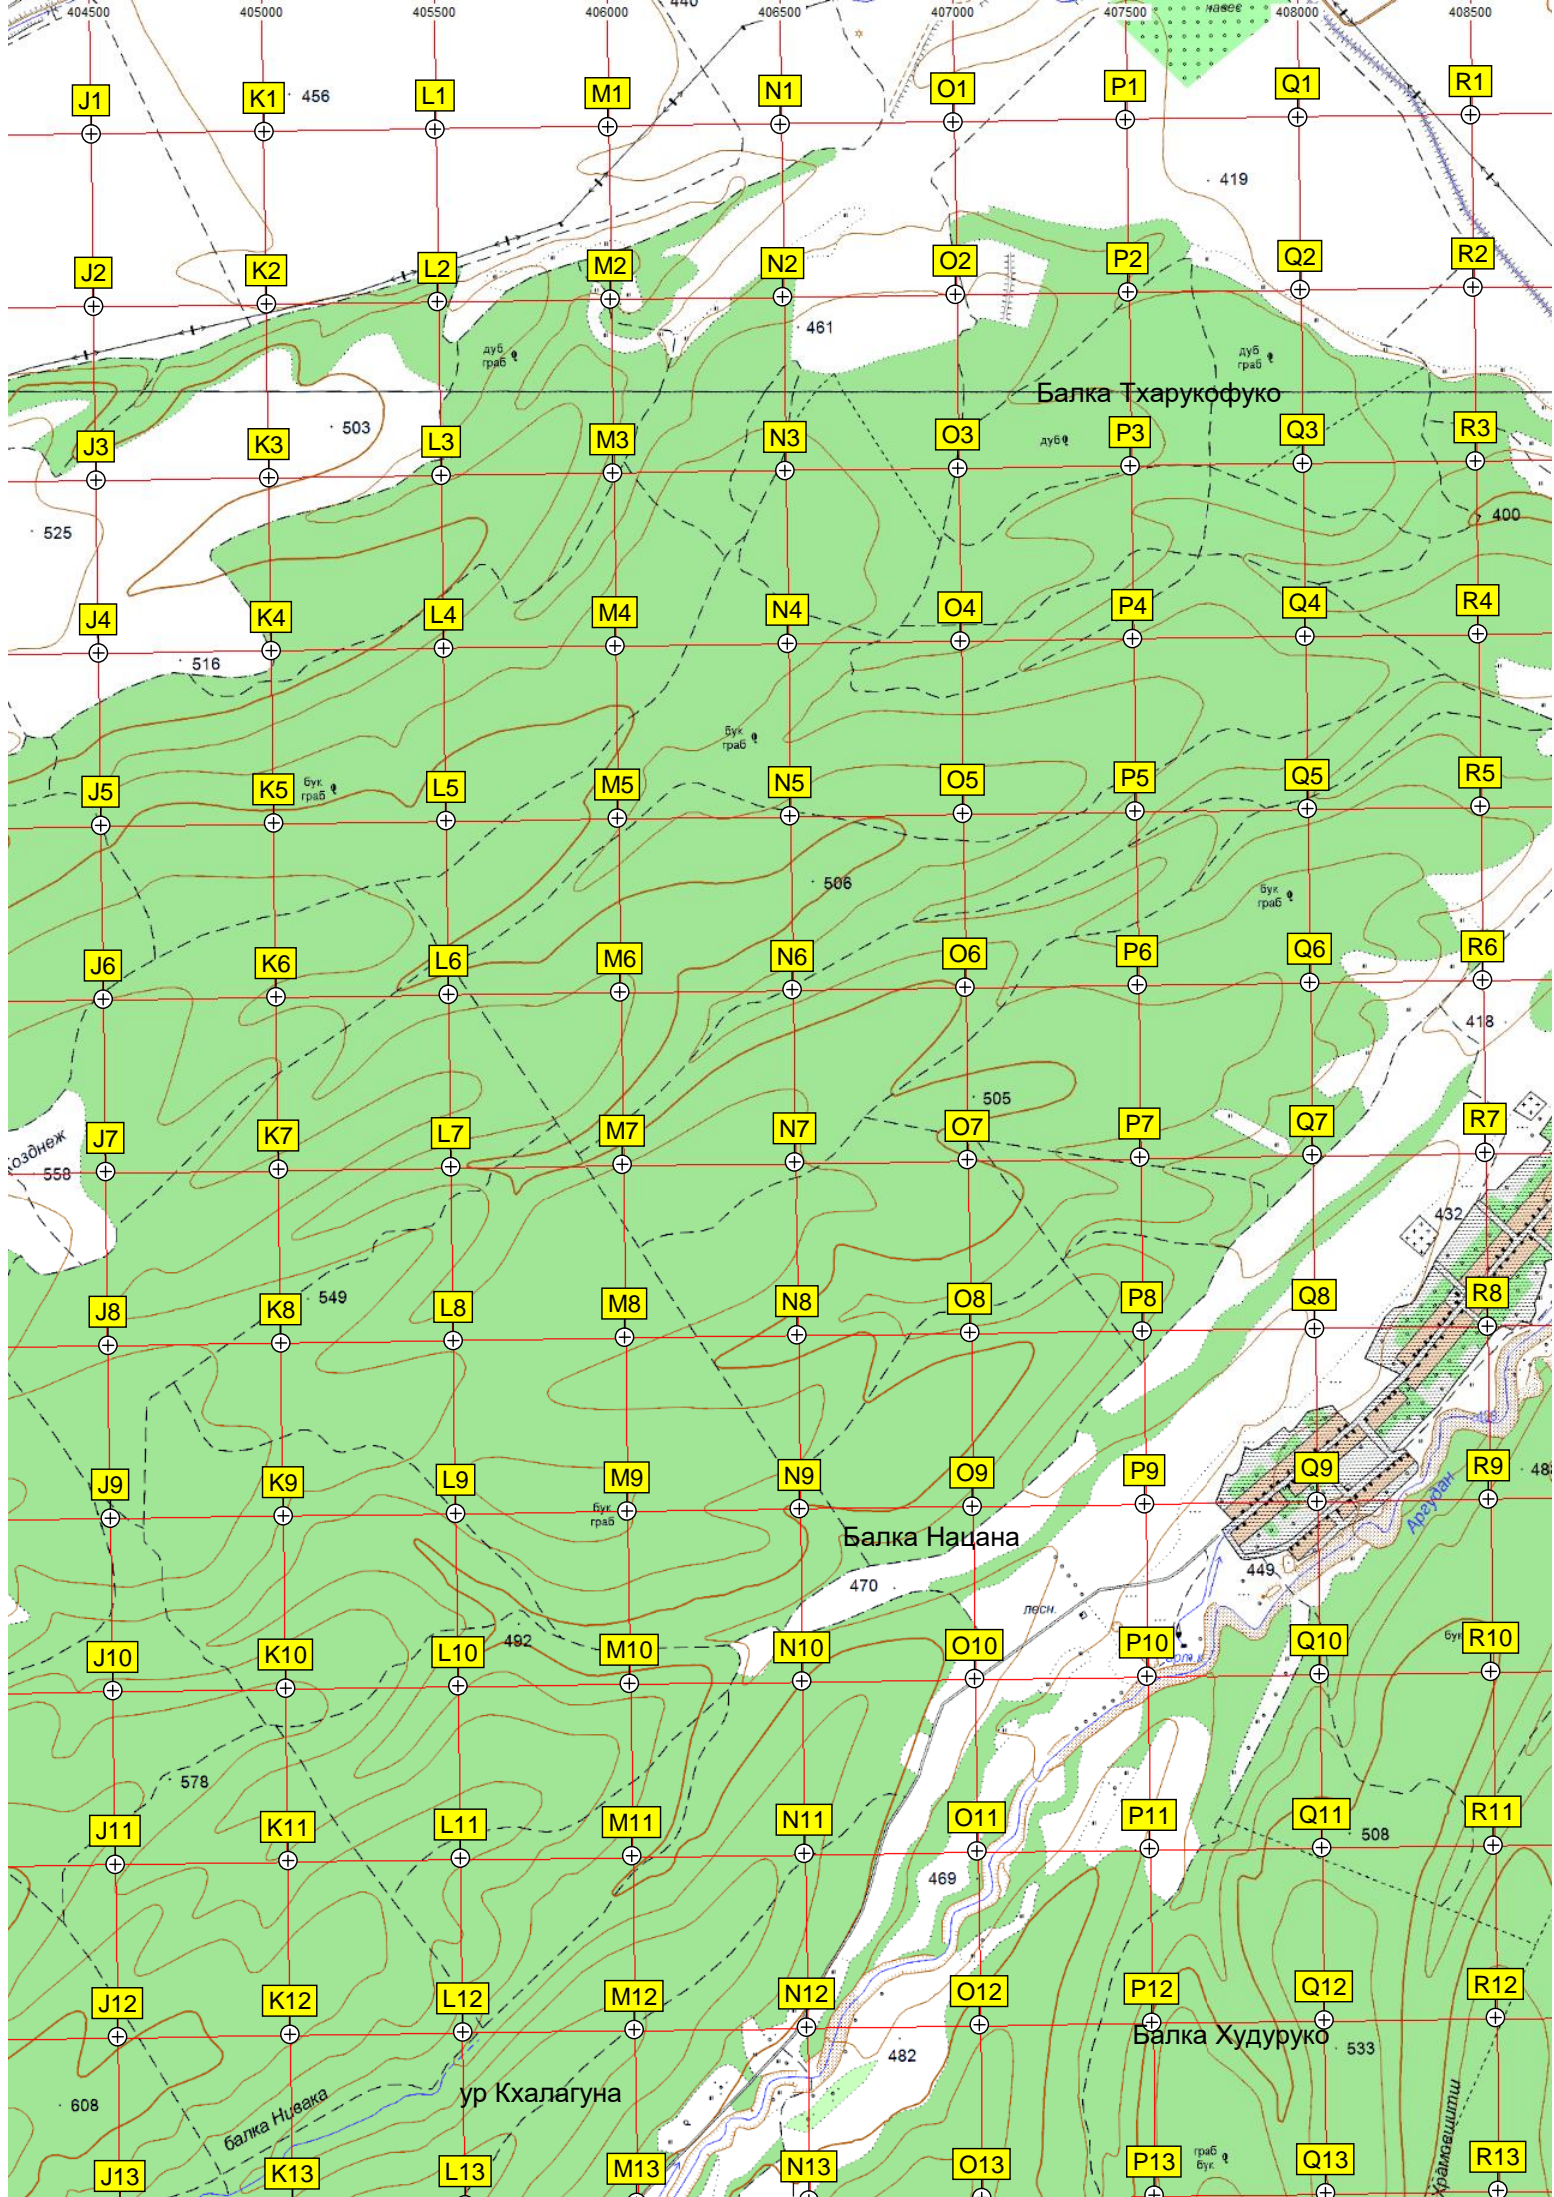 440
404500 405000 405500 406000 406500 407000 407500 408000 408500
навес
J1 K1 456 L1 M1 N1 O1 P1 Q1 R1
419
J2 K2 L2 M2 N2 O2 P2 Q2 R2
461
дуб граб
дуб граб
Балка Тхарукофуко
503
дуб
J3 K3 L3 M3 N3 O3 P3 Q3 R3
525
400
J4 K4 L4 M4 N4 O4 P4 Q4 R4
516
бук граб
J5 K5 L5 M5 N5 O5 P5 Q5 R5
бук граб
506
бук граб
J6 K6 L6 M6 N6 O6 P6 Q6 R6
418
505
J7 K7 L7 M7 N7 O7 P7 Q7 R7
558
432
549
J8 K8 L8 M8 N8 O8 P8 Q8 R8
J9 K9 L9 M9 N9 O9 P9 Q9 R9
бук граб
Аргудан
Балка Нацана
449
470
лесн.
492
J10 K10 L10 M10 N10 O10 P10 Q10 R10
бук
578
J11 K11 L11 M11 N11 O11 P11 Q11 R11
508
469
J12 K12 L12 M12 N12 O12 P12 Q12 R12
Балка Худуруко
533
482
608
балка Нивака
ур Кхалагуна
Храмовишти
граб бук
J13 K13 L13 M13 N13 O13 P13 Q13 R13